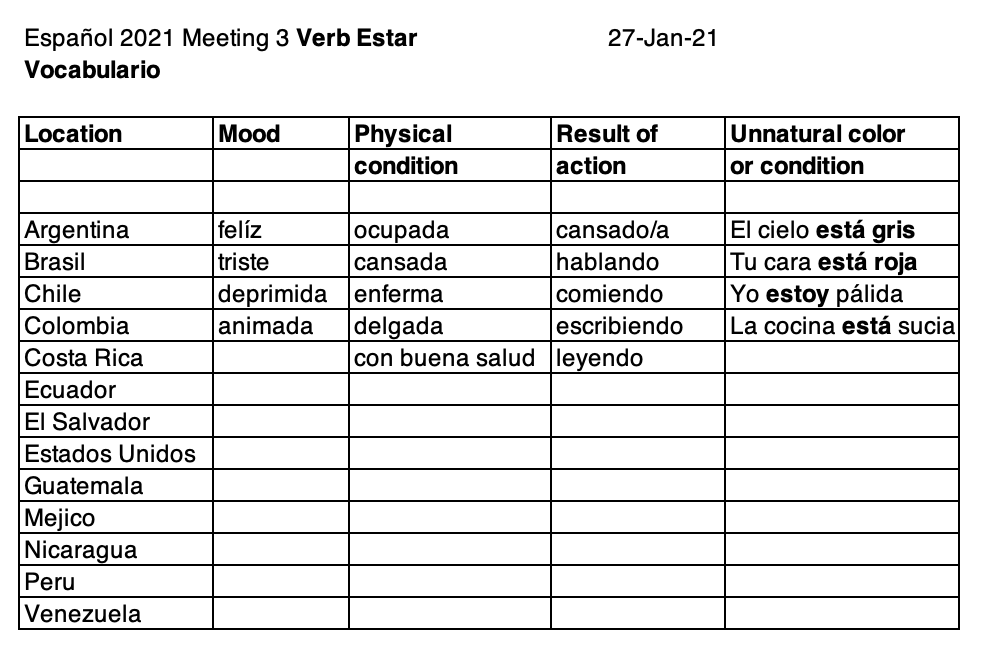 Español 2021 Meeting 3 Verb Estar 27-Jan-21
Vocabulario
Location Mood Physical Result of Unnatural color
condition action or condition
Argentina felíz ocupada cansado/a El cielo está gris
Brasil triste cansada hablando Tu cara está roja
Chile deprimida enferma comiendo Yo estoy pálida
Colombia animada delgada escribiendo La cocina está sucia
Costa Rica con buena salud leyendo
Ecuador
El Salvador
Estados Unidos
Guatemala
Mejico
Nicaragua
Peru
Venezuela